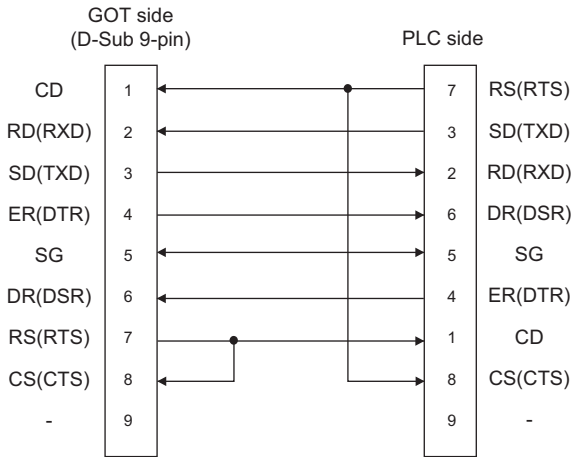 GOT side
(D-Sub 9-pin)
PLC side
CD 1 7 RS(RTS)
RD(RXD) 2 3 SD(TXD)
SD(TXD) 3 2 RD(RXD)
ER(DTR) 4 6 DR(DSR)
SG 5 5 SG
DR(DSR) 6 4 ER(DTR)
RS(RTS) 7 1 CD
CS(CTS) 8 8 CS(CTS)
- 9 9 -